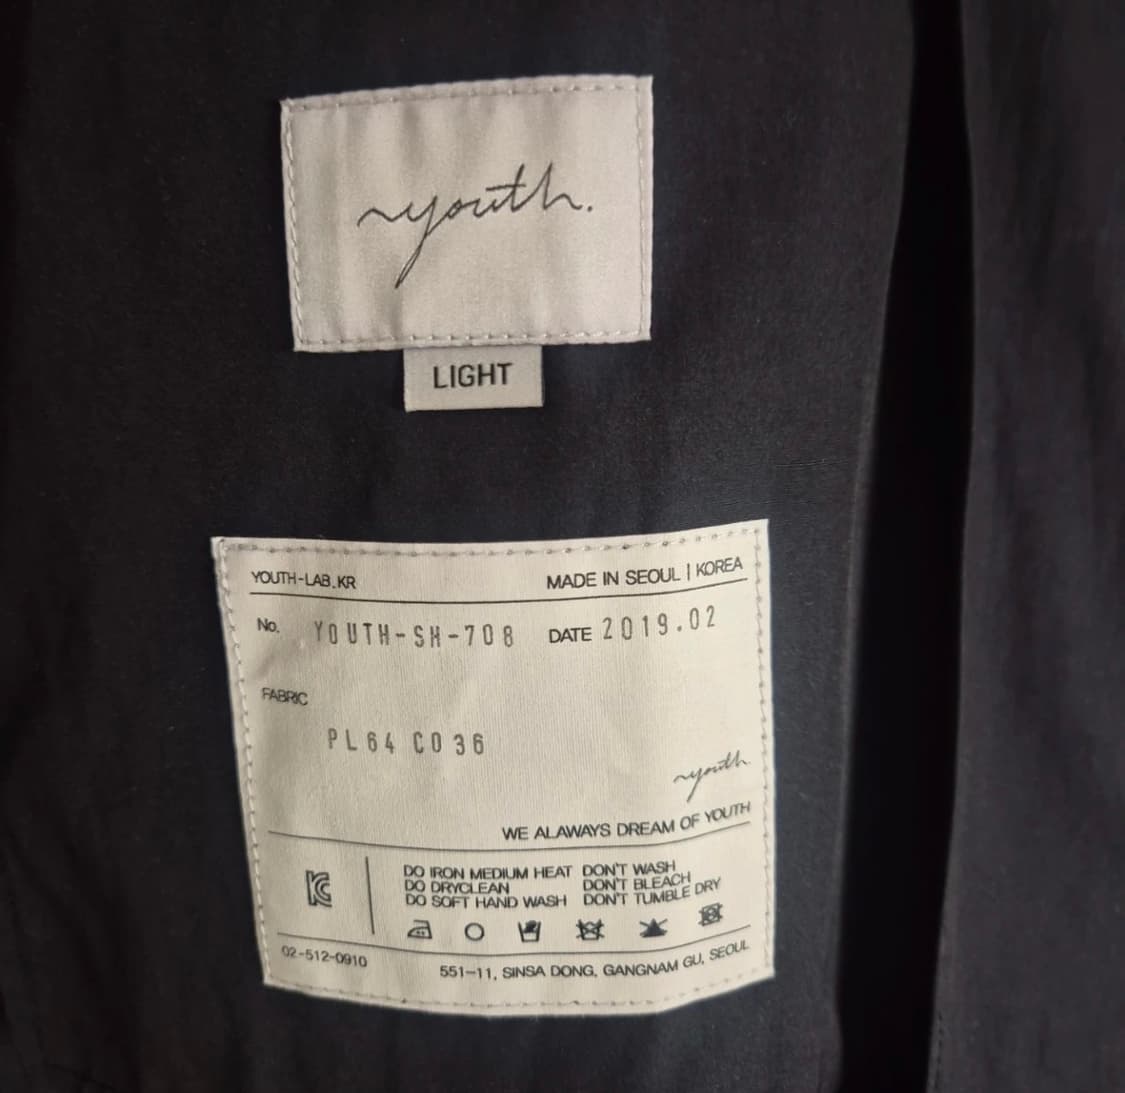 youth.
LIGHT
YOUTH-LAB.KR MADE IN SEOUL | KOREA
No. YOUTH-SH-708 DATE 2019.02
FABRIC
PL64 CO36
youth
WE ALAWAYS DREAM OF YOUTH
DO IRON MEDIUM HEAT DON'T WASH
DO DRYCLEAN DON'T BLEACH
DO SOFT HAND WASH DON'T TUMBLE DRY
02-512-0910 551-11, SINSA DONG, GANGNAM GU, SEOUL